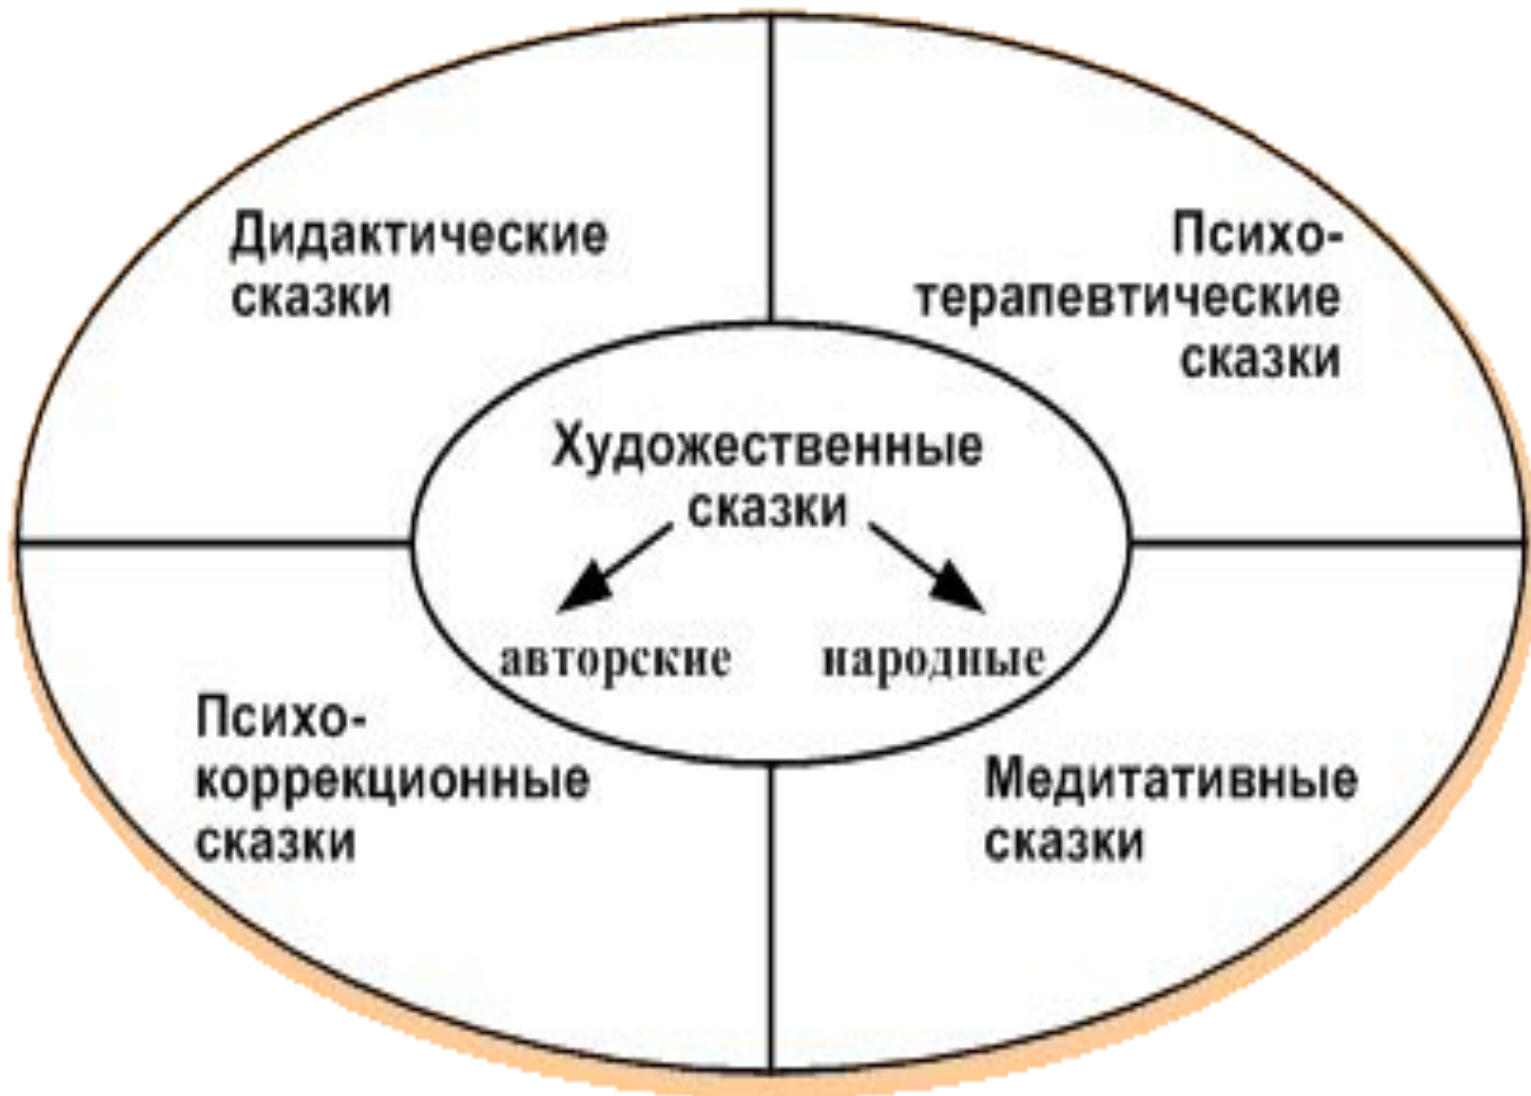 Дидактические
сказки
Психо-
терапевтические
сказки
Художественные
сказки
авторские
народные
Психо-
коррекционные
сказки
Медитативные
сказки